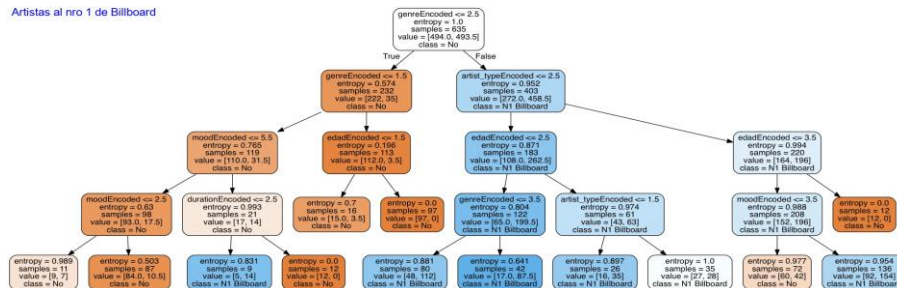 Artistas al nro 1 de Billboard
genreEncoded <= 2.5
entropy = 1.0
samples = 635
value = [494.0, 493.5]
class = No
True
False
genreEncoded <= 1.5
entropy = 0.574
samples = 232
value = [222, 35]
class = No
artist_typeEncoded <= 2.5
entropy = 0.952
samples = 403
value = [272.0, 458.5]
class = N1 Billboard
moodEncoded <= 5.5
entropy = 0.765
samples = 119
value = [110.0, 31.5]
class = No
edadEncoded <= 1.5
entropy = 0.196
samples = 113
value = [112.0, 3.5]
class = No
edadEncoded <= 2.5
entropy = 0.871
samples = 183
value = [108.0, 262.5]
class = N1 Billboard
edadEncoded <= 3.5
entropy = 0.994
samples = 220
value = [164, 196]
class = N1 Billboard
moodEncoded <= 2.5
entropy = 0.63
samples = 98
value = [93.0, 17.5]
class = No
durationEncoded <= 2.5
entropy = 0.993
samples = 21
value = [17, 14]
class = No
entropy = 0.7
samples = 16
value = [15.0, 3.5]
class = No
entropy = 0.0
samples = 97
value = [97.0, 0]
class = No
genreEncoded <= 3.5
entropy = 0.804
samples = 122
value = [65.0, 199.5]
class = N1 Billboard
artist_typeEncoded <= 1.5
entropy = 0.974
samples = 61
value = [43, 63]
class = N1 Billboard
moodEncoded <= 3.5
entropy = 0.988
samples = 208
value = [152, 196]
class = N1 Billboard
entropy = 0.0
samples = 12
value = [12, 0]
class = No
entropy = 0.989
samples = 11
value = [9, 7]
class = No
entropy = 0.503
samples = 87
value = [84.0, 10.5]
class = No
entropy = 0.831
samples = 9
value = [5, 14]
class = N1 Billboard
entropy = 0.0
samples = 12
value = [12.0, 0]
class = No
entropy = 0.881
samples = 80
value = [48, 112]
class = N1 Billboard
entropy = 0.641
samples = 42
value = [17.0, 87.5]
class = N1 Billboard
entropy = 0.897
samples = 26
value = [16, 35]
class = N1 Billboard
entropy = 1.0
samples = 35
value = [27, 28]
class = N1 Billboard
entropy = 0.977
samples = 72
value = [60, 42]
class = No
entropy = 0.954
samples = 136
value = [92, 154]
class = N1 Billboard